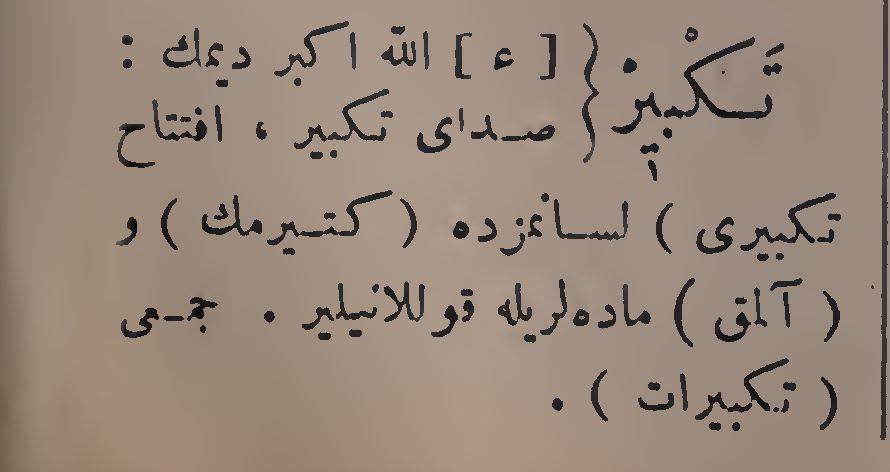 تَكْبِيرْ { [ ء ] الله اكبر ديمك :
صداى تكبير ، افتتاح
تكبيرى ) لسانمزده ( كتيرمك ) و
( آلمق ) ماده‌لريله قوللانيلير . جمعى
( تكبيرات ) .